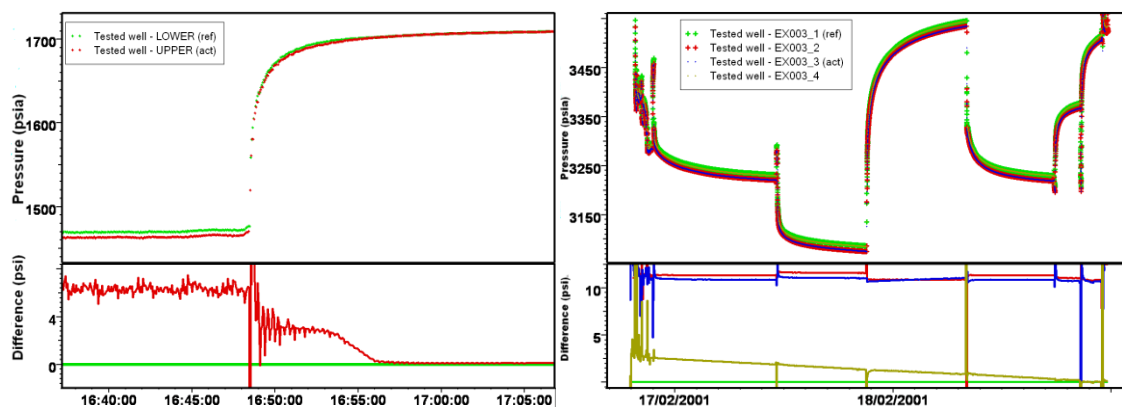 1700
1600
1500
Pressure (psia)
Tested well - LOWER (ref)
Tested well - UPPER (act)
4
0
Difference (psi)
16:40:00
16:45:00
16:50:00
16:55:00
17:00:00
17:05:00
3450
3350
3250
3150
Pressure (psia)
Tested well - EX003_1 (ref)
Tested well - EX003_2
Tested well - EX003_3 (act)
Tested well - EX003_4
10
5
Difference (psi)
17/02/2001
18/02/2001